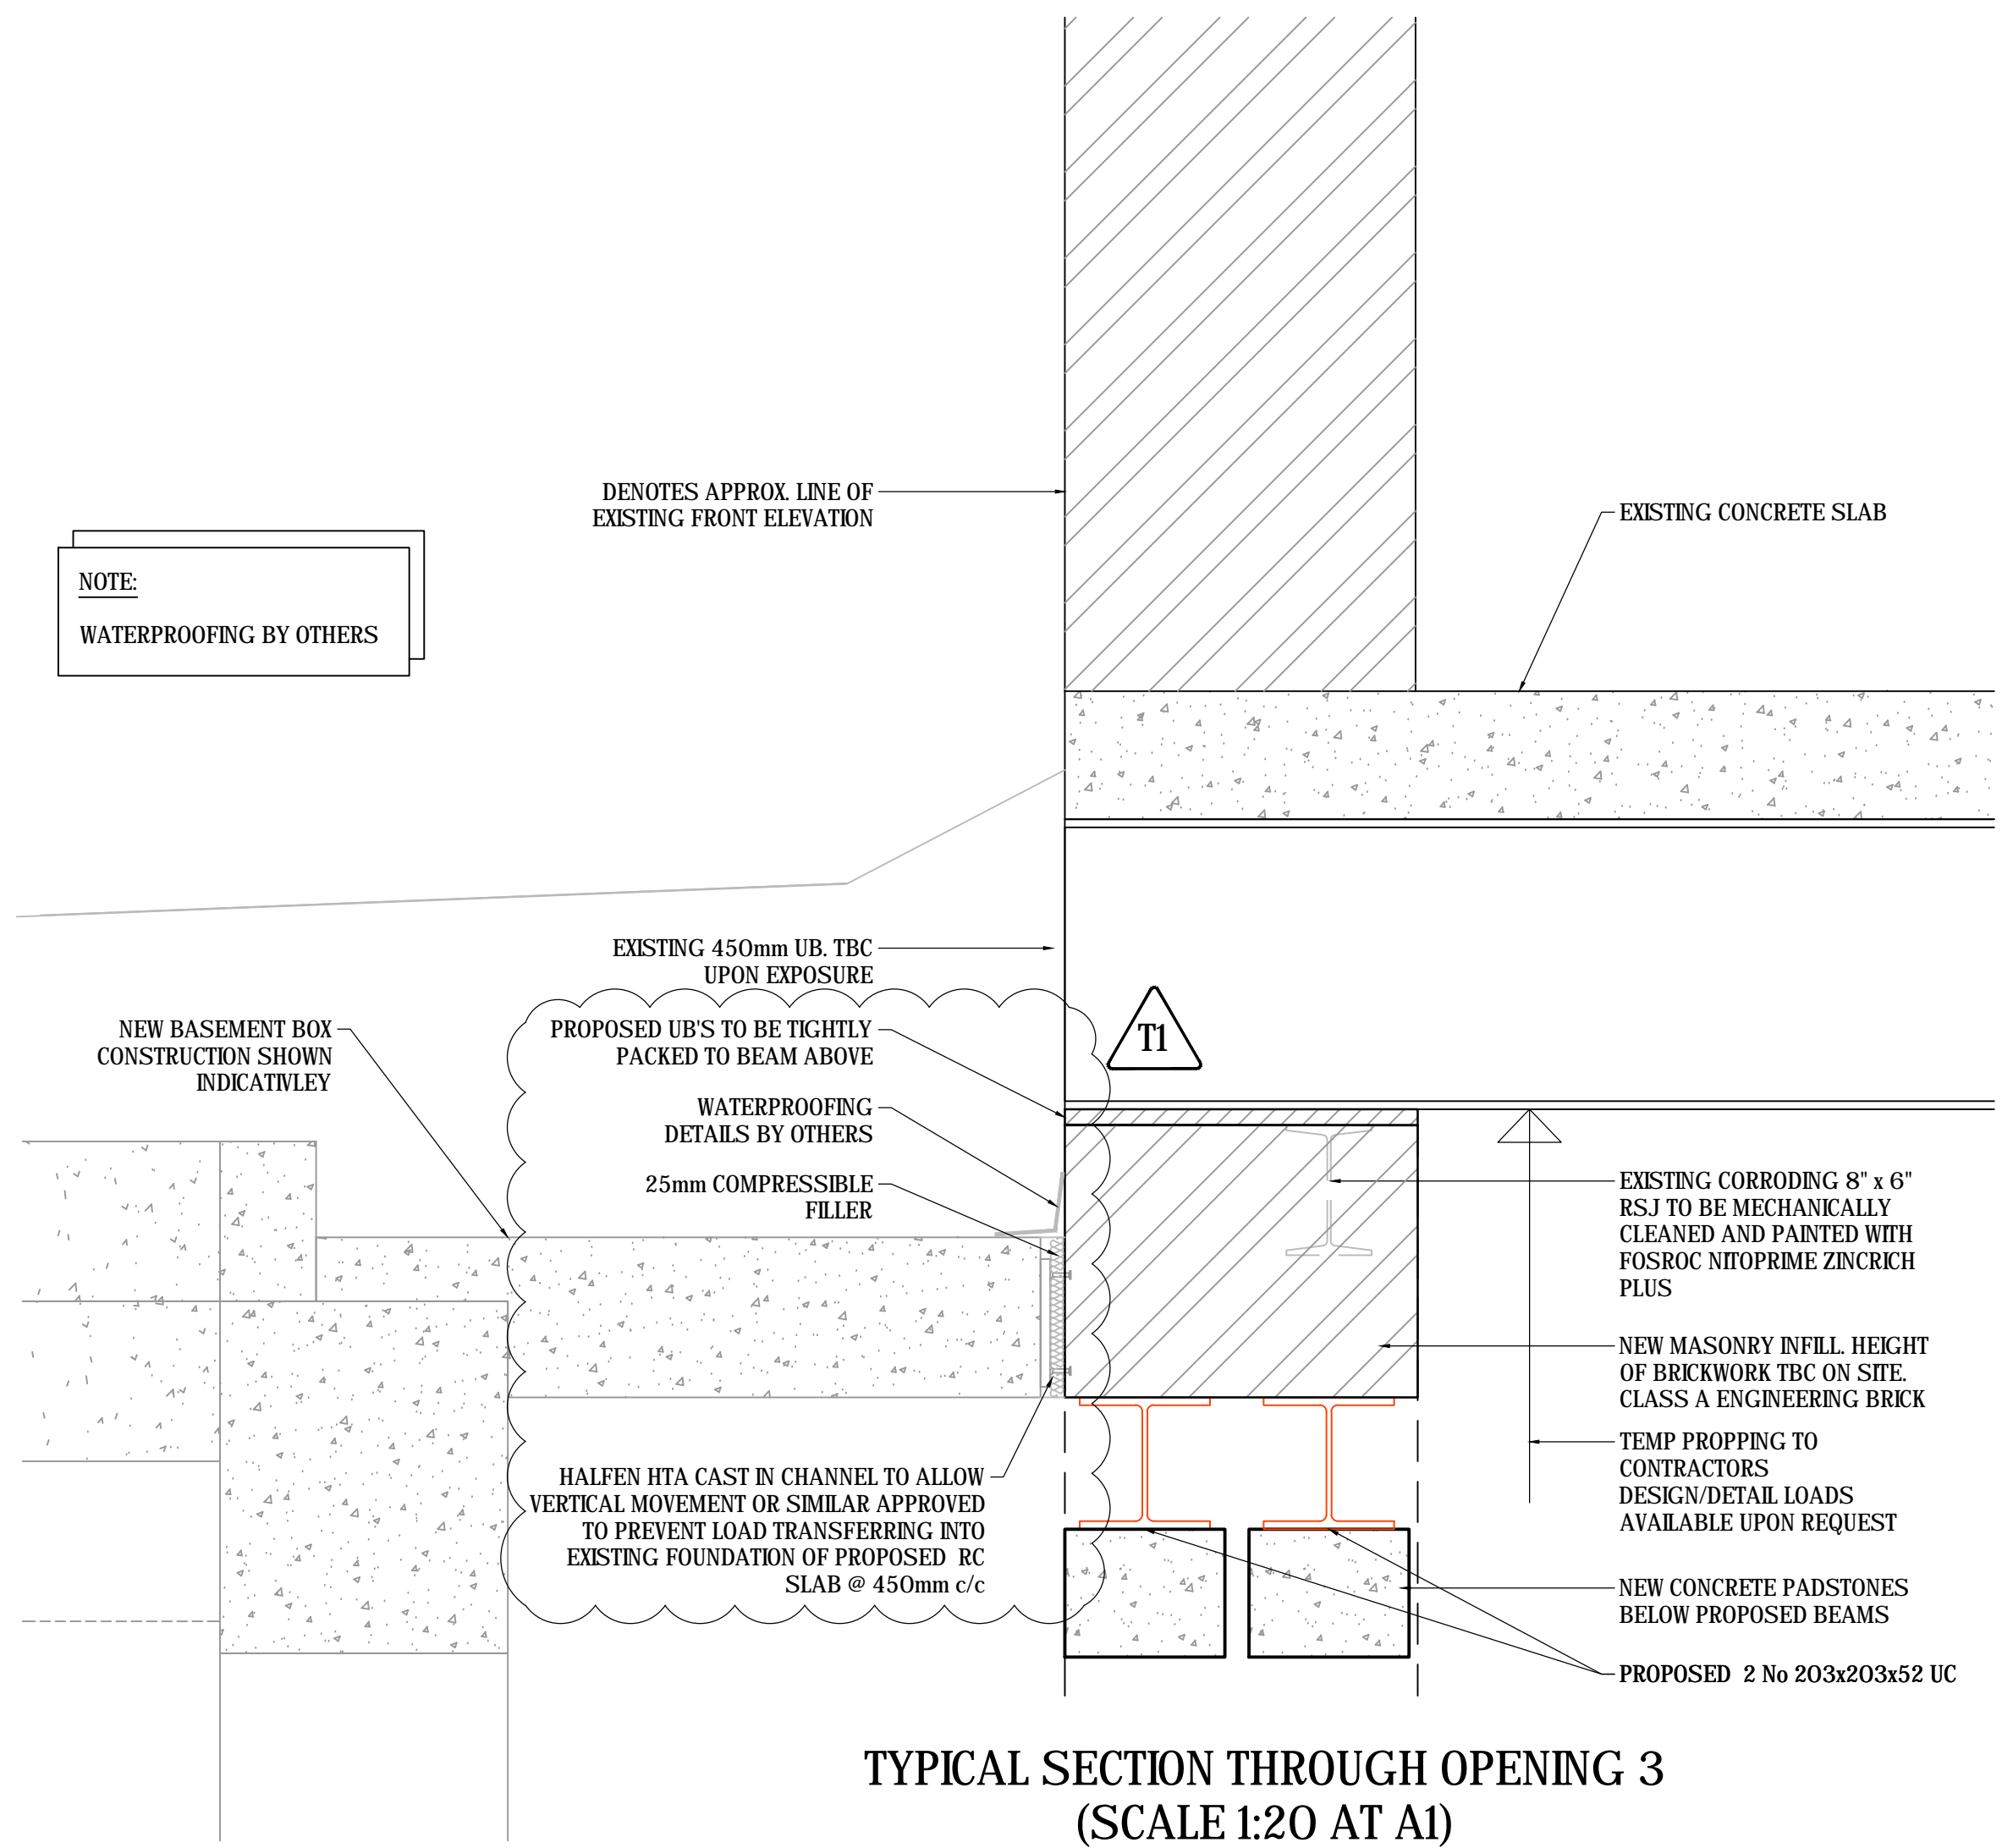 DENOTES APPROX. LINE OF
EXISTING FRONT ELEVATION
EXISTING CONCRETE SLAB
NOTE:
WATERPROOFING BY OTHERS
EXISTING 450mm UB. TBC
UPON EXPOSURE
NEW BASEMENT BOX
CONSTRUCTION SHOWN
INDICATIVLEY
PROPOSED UB'S TO BE TIGHTLY
PACKED TO BEAM ABOVE
T1
WATERPROOFING
DETAILS BY OTHERS
25mm COMPRESSIBLE
FILLER
EXISTING CORRODING 8" x 6"
RSJ TO BE MECHANICALLY
CLEANED AND PAINTED WITH
FOSROC NITOPRIME ZINCRICH
PLUS
NEW MASONRY INFILL. HEIGHT
OF BRICKWORK TBC ON SITE.
CLASS A ENGINEERING BRICK
TEMP PROPPING TO
CONTRACTORS
DESIGN/DETAIL LOADS
AVAILABLE UPON REQUEST
HALFEN HTA CAST IN CHANNEL TO ALLOW
VERTICAL MOVEMENT OR SIMILAR APPROVED
TO PREVENT LOAD TRANSFERRING INTO
EXISTING FOUNDATION OF PROPOSED RC
SLAB @ 450mm c/c
NEW CONCRETE PADSTONES
BELOW PROPOSED BEAMS
PROPOSED 2 No 203x203x52 UC
TYPICAL SECTION THROUGH OPENING 3
(SCALE 1:20 AT A1)